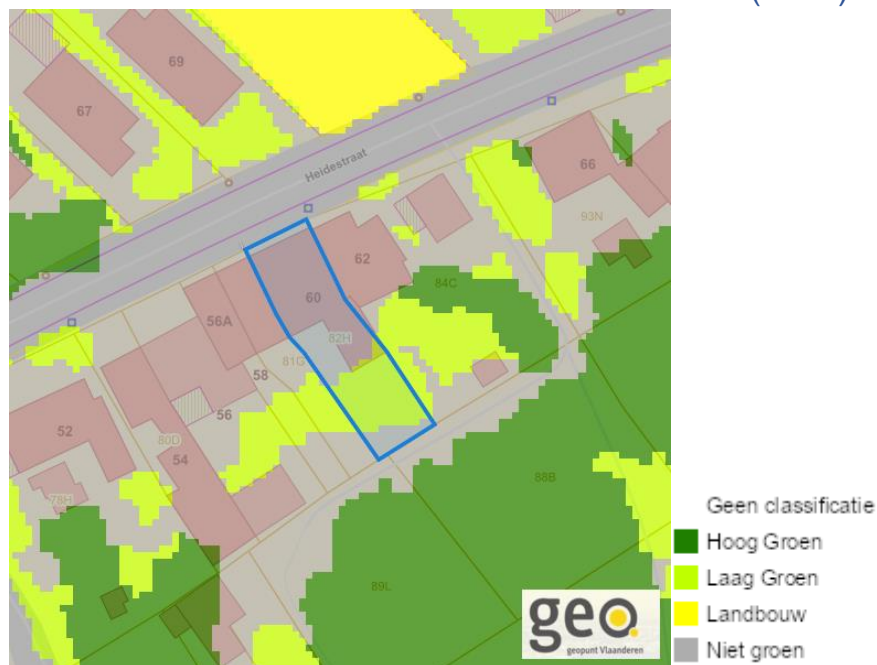 69
67
Heidestraat
66
93N
62
84C
60
56A
82H
81G
58
56
52
80D
54
78H
88B
89L
geo
geopunt Vlaanderen
Geen classificatie
Hoog Groen
Laag Groen
Landbouw
Niet groen